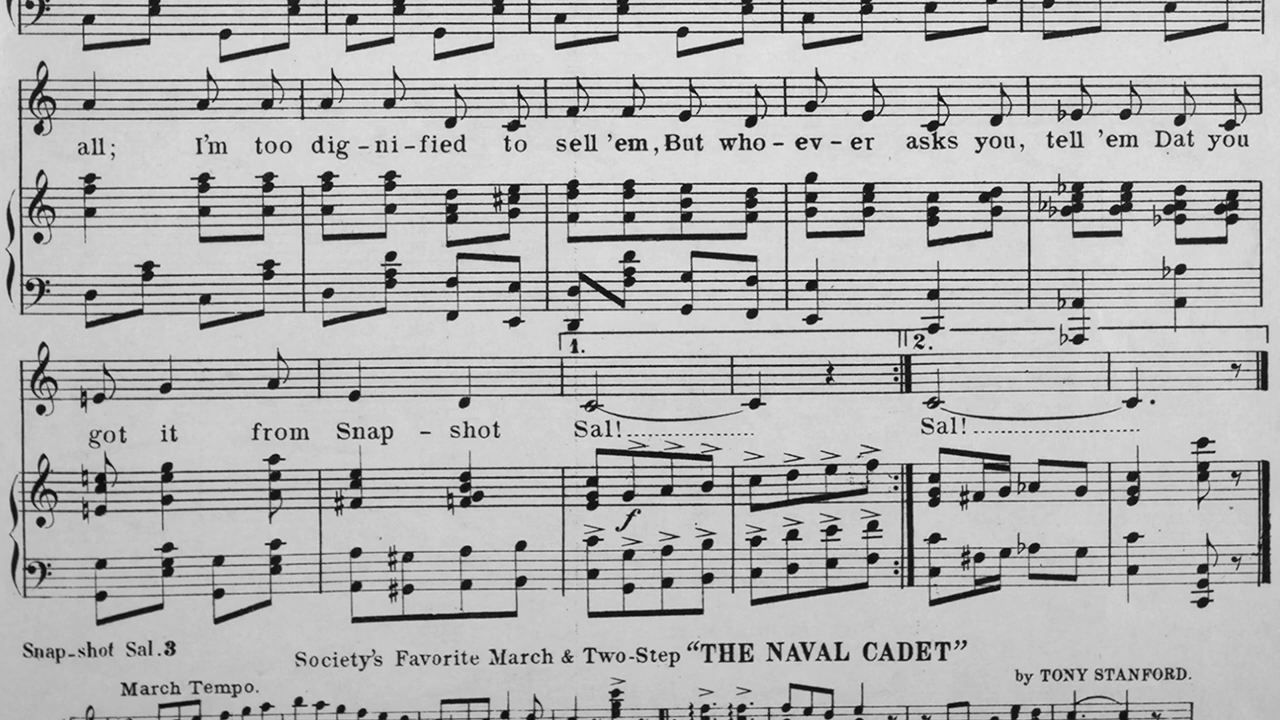 all; I'm too dig-ni-fied to sell 'em, But who-ev-er asks you, tell 'em Dat you
1. 2.
got it from Snap-shot Sal! Sal!
f
Snap-shot Sal. 3
Society's Favorite March & Two-Step "THE NAVAL CADET"
by TONY STANFORD.
March Tempo.